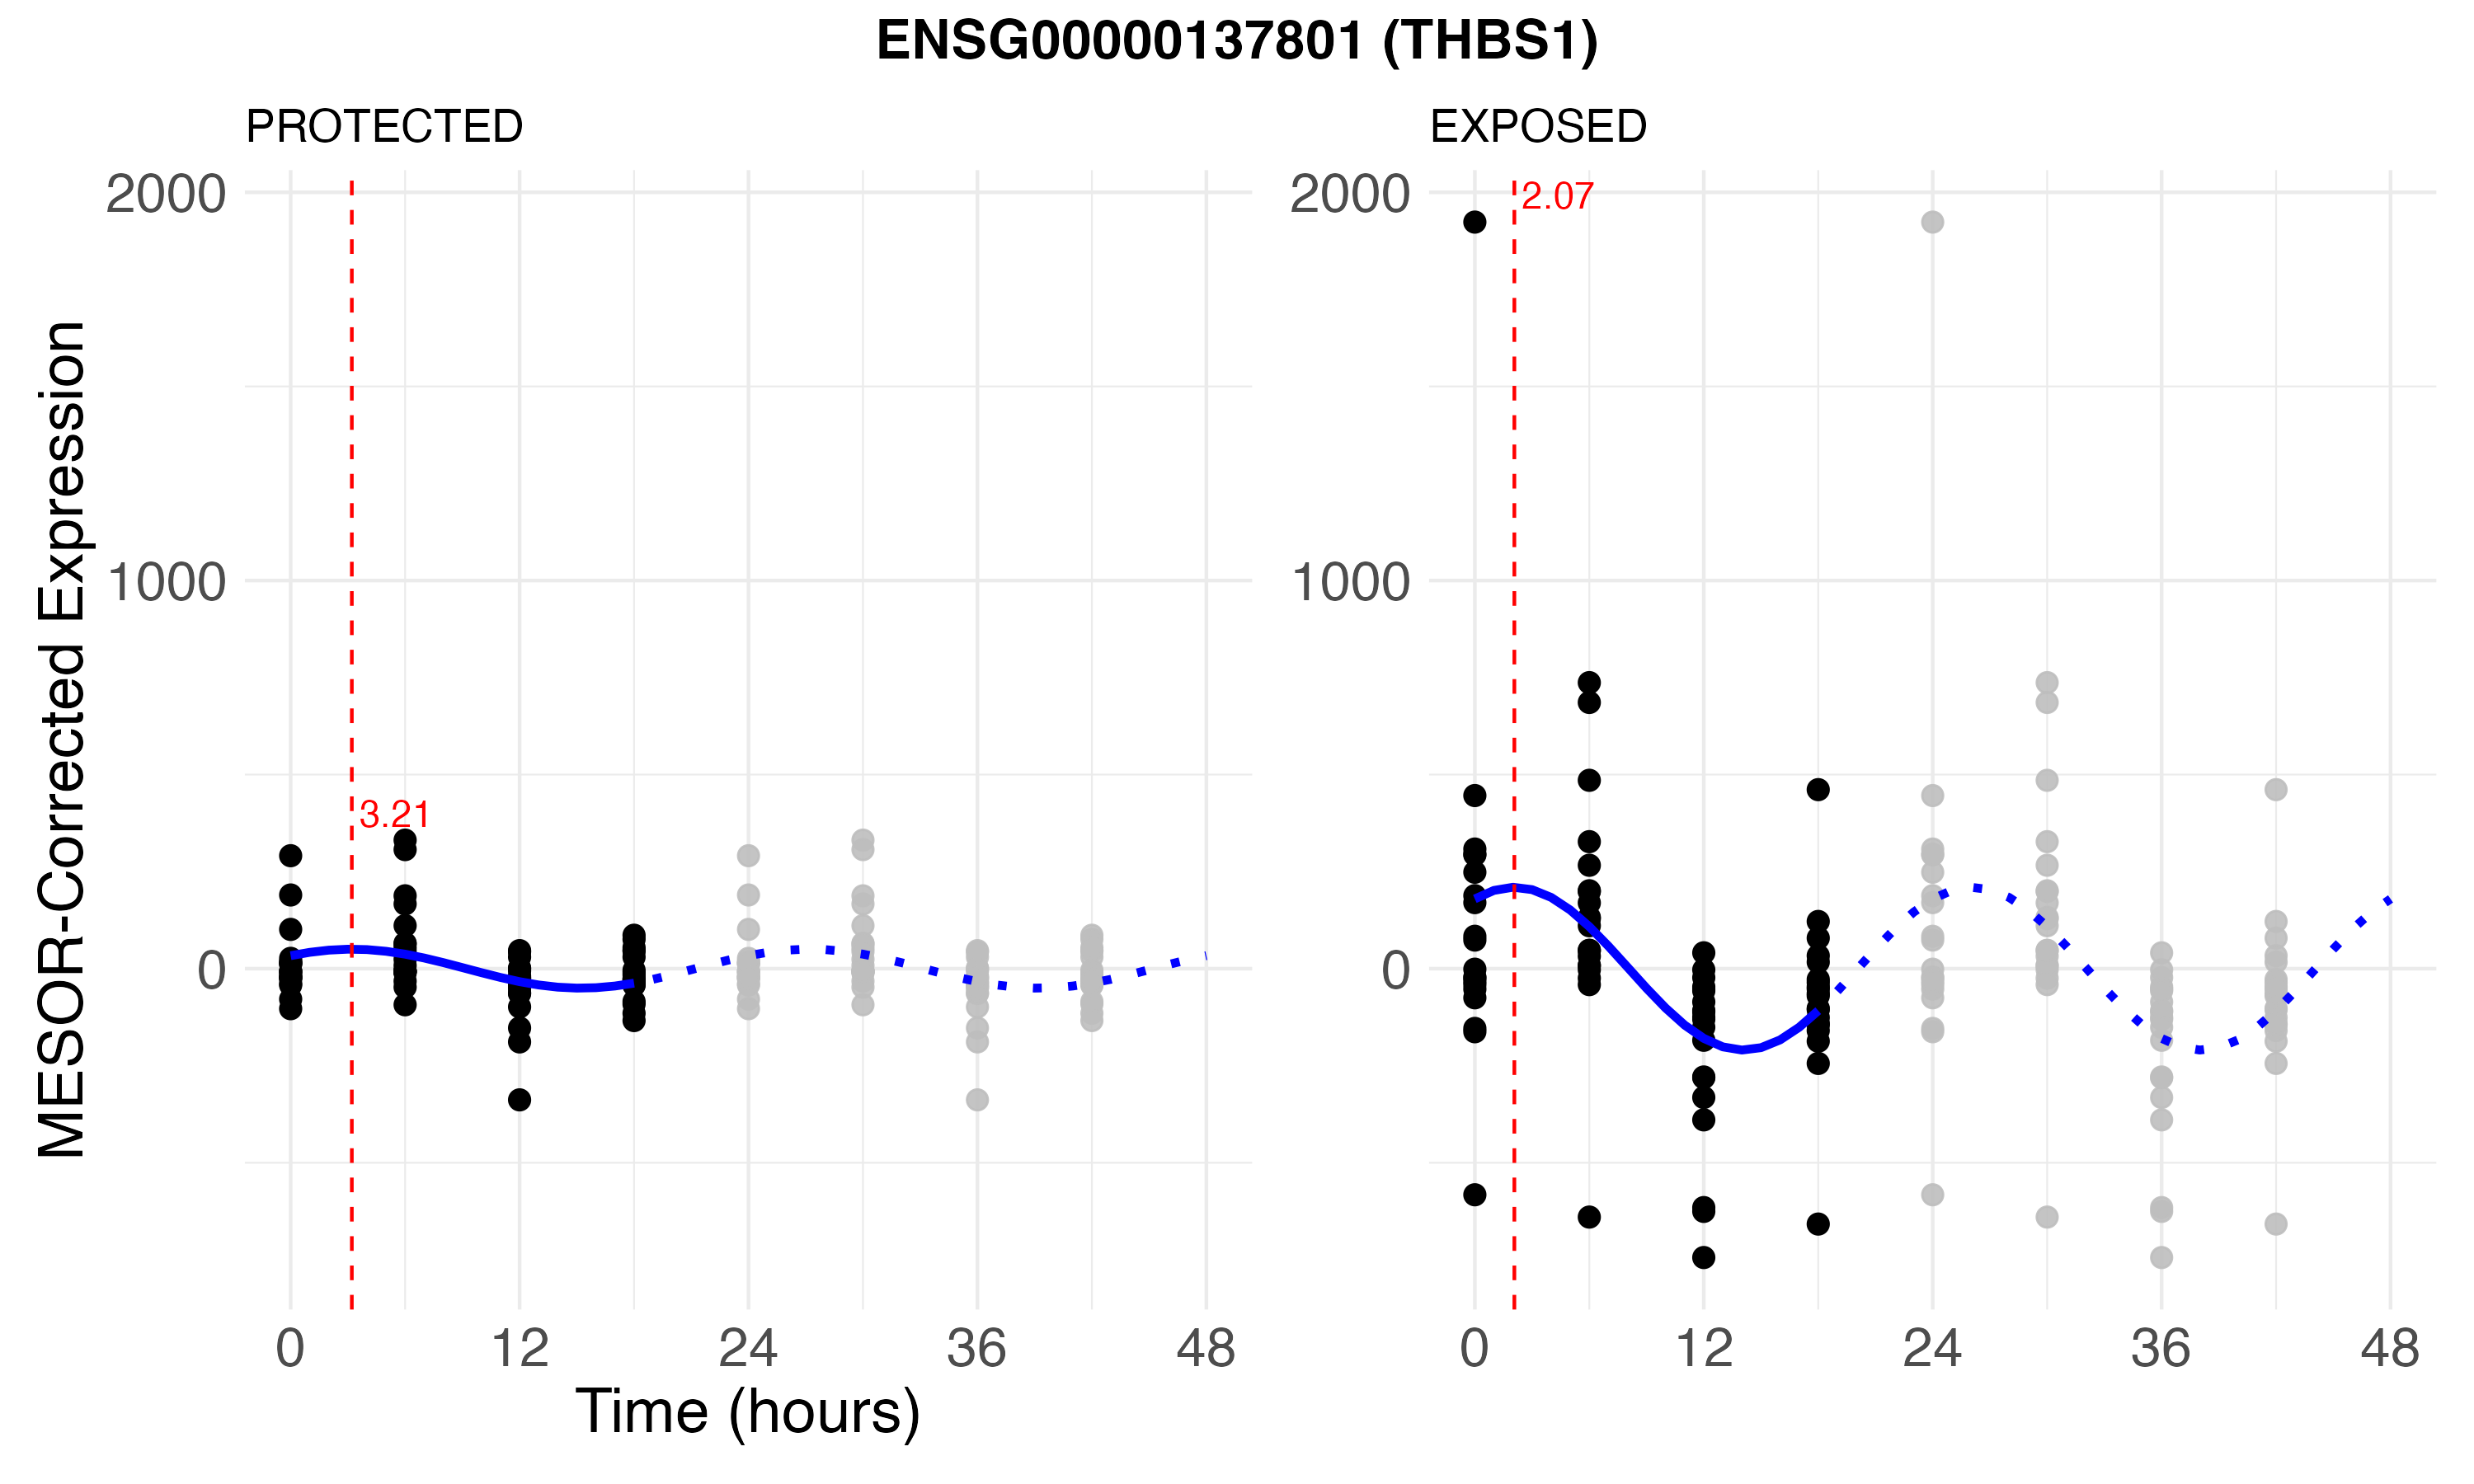 ENSG00000137801 (THBS1)
PROTECTED
EXPOSED
MESOR-Corrected Expression
2000
1000
0
3.21
0 12 24 36 48
2000
1000
0
2.07
0 12 24 36 48
Time (hours)